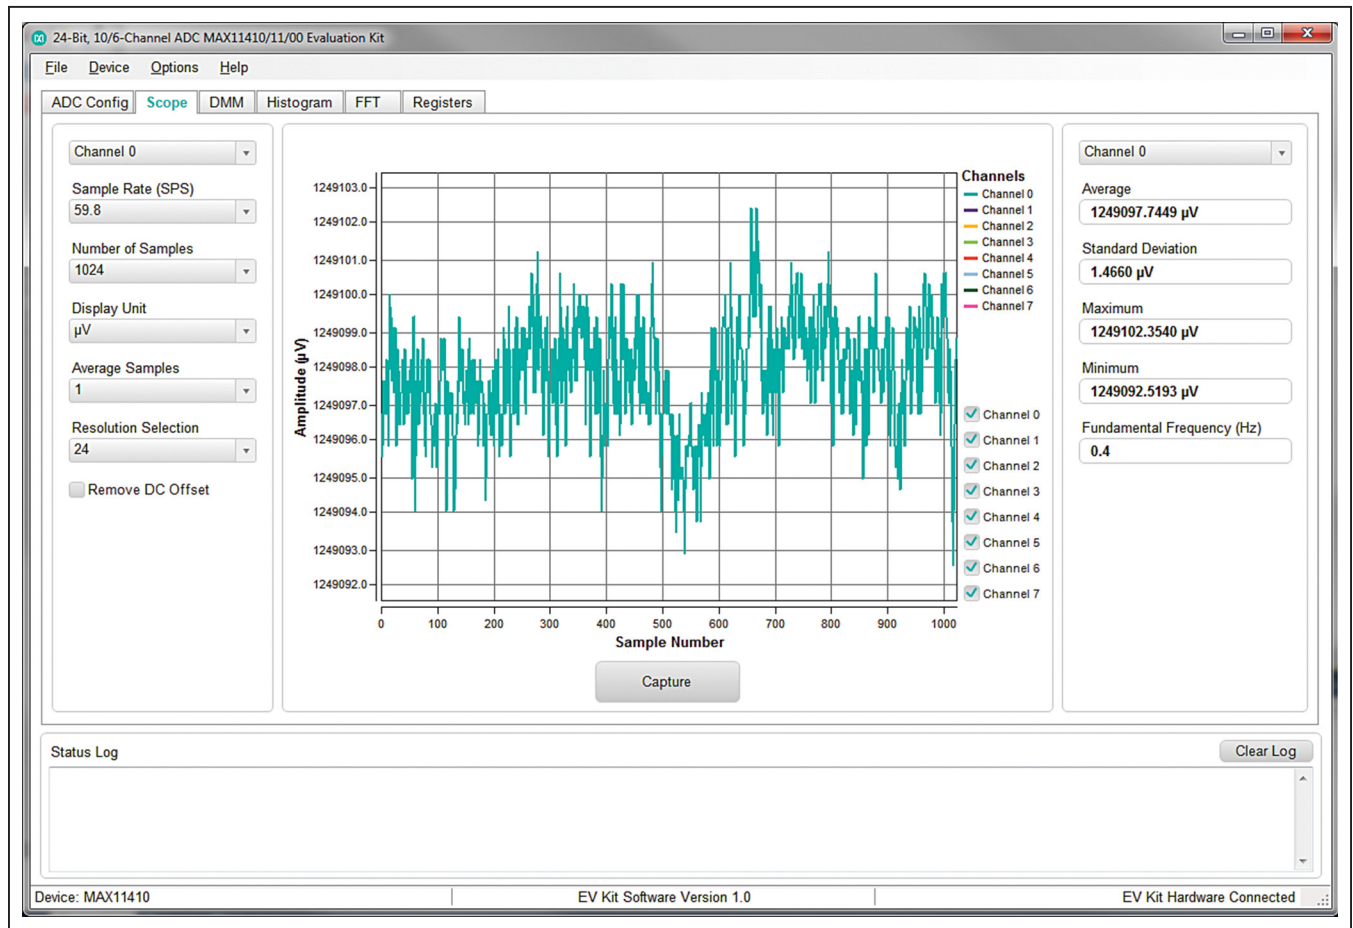 24-Bit, 10/6-Channel ADC MAX11410/11/00 Evaluation Kit
File Device Options Help
ADC Config Scope DMM Histogram FFT Registers
Channel 0
Sample Rate (SPS)
59.8
Number of Samples
1024
Display Unit
µV
Average Samples
1
Resolution Selection
24
Remove DC Offset
Amplitude (µV)
1249103.0
1249102.0
1249101.0
1249100.0
1249099.0
1249098.0
1249097.0
1249096.0
1249095.0
1249094.0
1249093.0
1249092.0
0 100 200 300 400 500 600 700 800 900 1000
Sample Number
Capture
Channels
Channel 0
Channel 1
Channel 2
Channel 3
Channel 4
Channel 5
Channel 6
Channel 7
Channel 0
Channel 1
Channel 2
Channel 3
Channel 4
Channel 5
Channel 6
Channel 7
Channel 0
Average
1249097.7449 µV
Standard Deviation
1.4660 µV
Maximum
1249102.3540 µV
Minimum
1249092.5193 µV
Fundamental Frequency (Hz)
0.4
Status Log
Clear Log
Device: MAX11410
EV Kit Software Version 1.0
EV Kit Hardware Connected